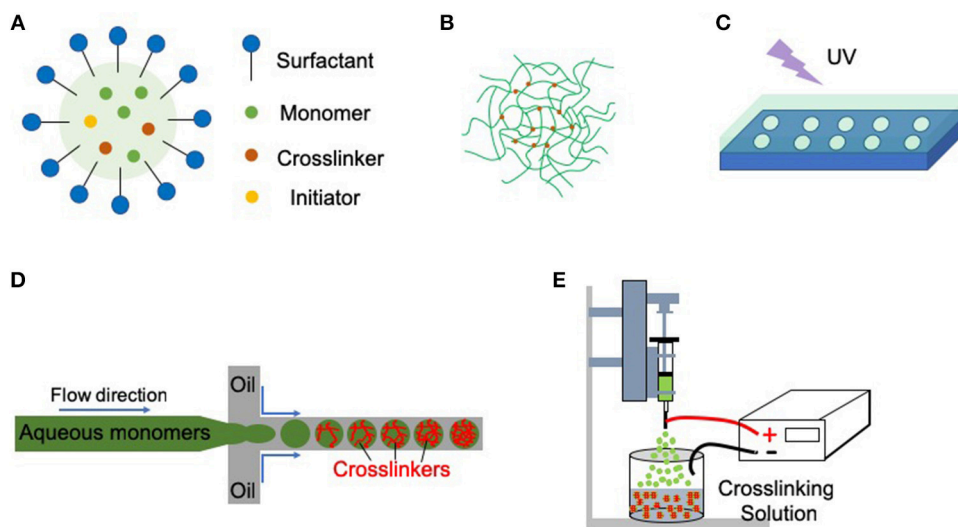 A
Surfactant
Monomer
Crosslinker
Initiator
B
C
UV
D
Flow direction
Aqueous monomers
Oil
Oil
Crosslinkers
E
+
-
Crosslinking
Solution